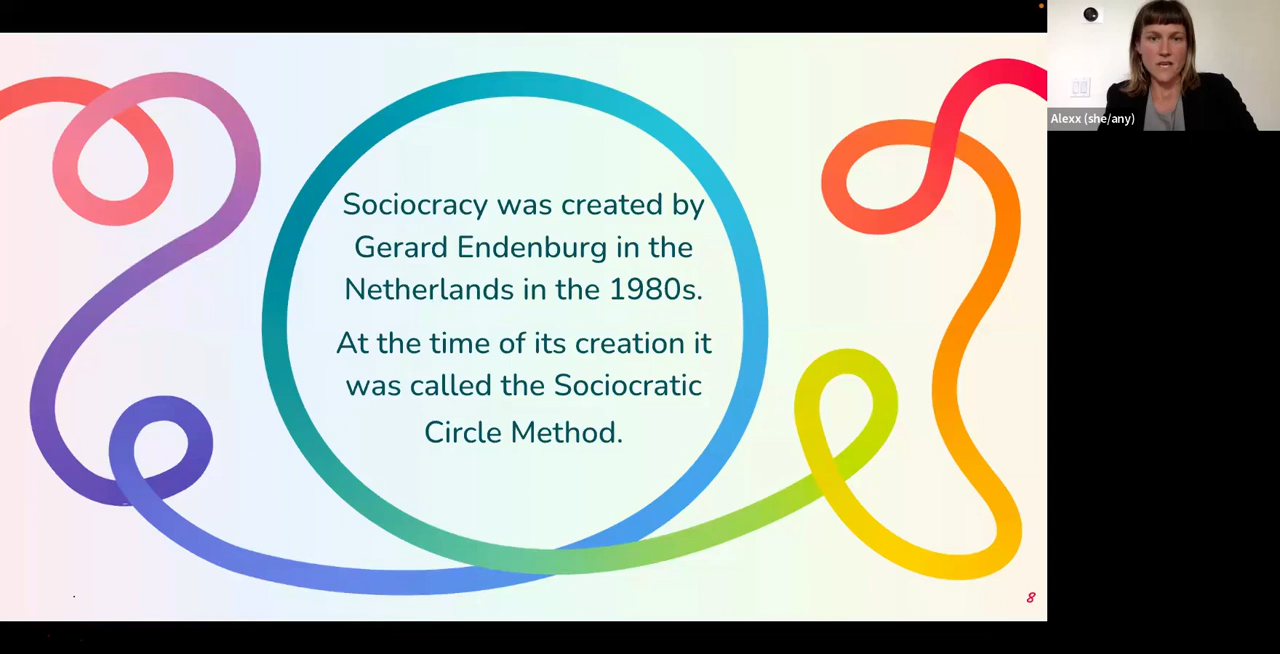 Sociocracy was created by
Gerard Endenburg in the
Netherlands in the 1980s.
At the time of its creation it
was called the Sociocratic
Circle Method.
8
Alexx (she/any)